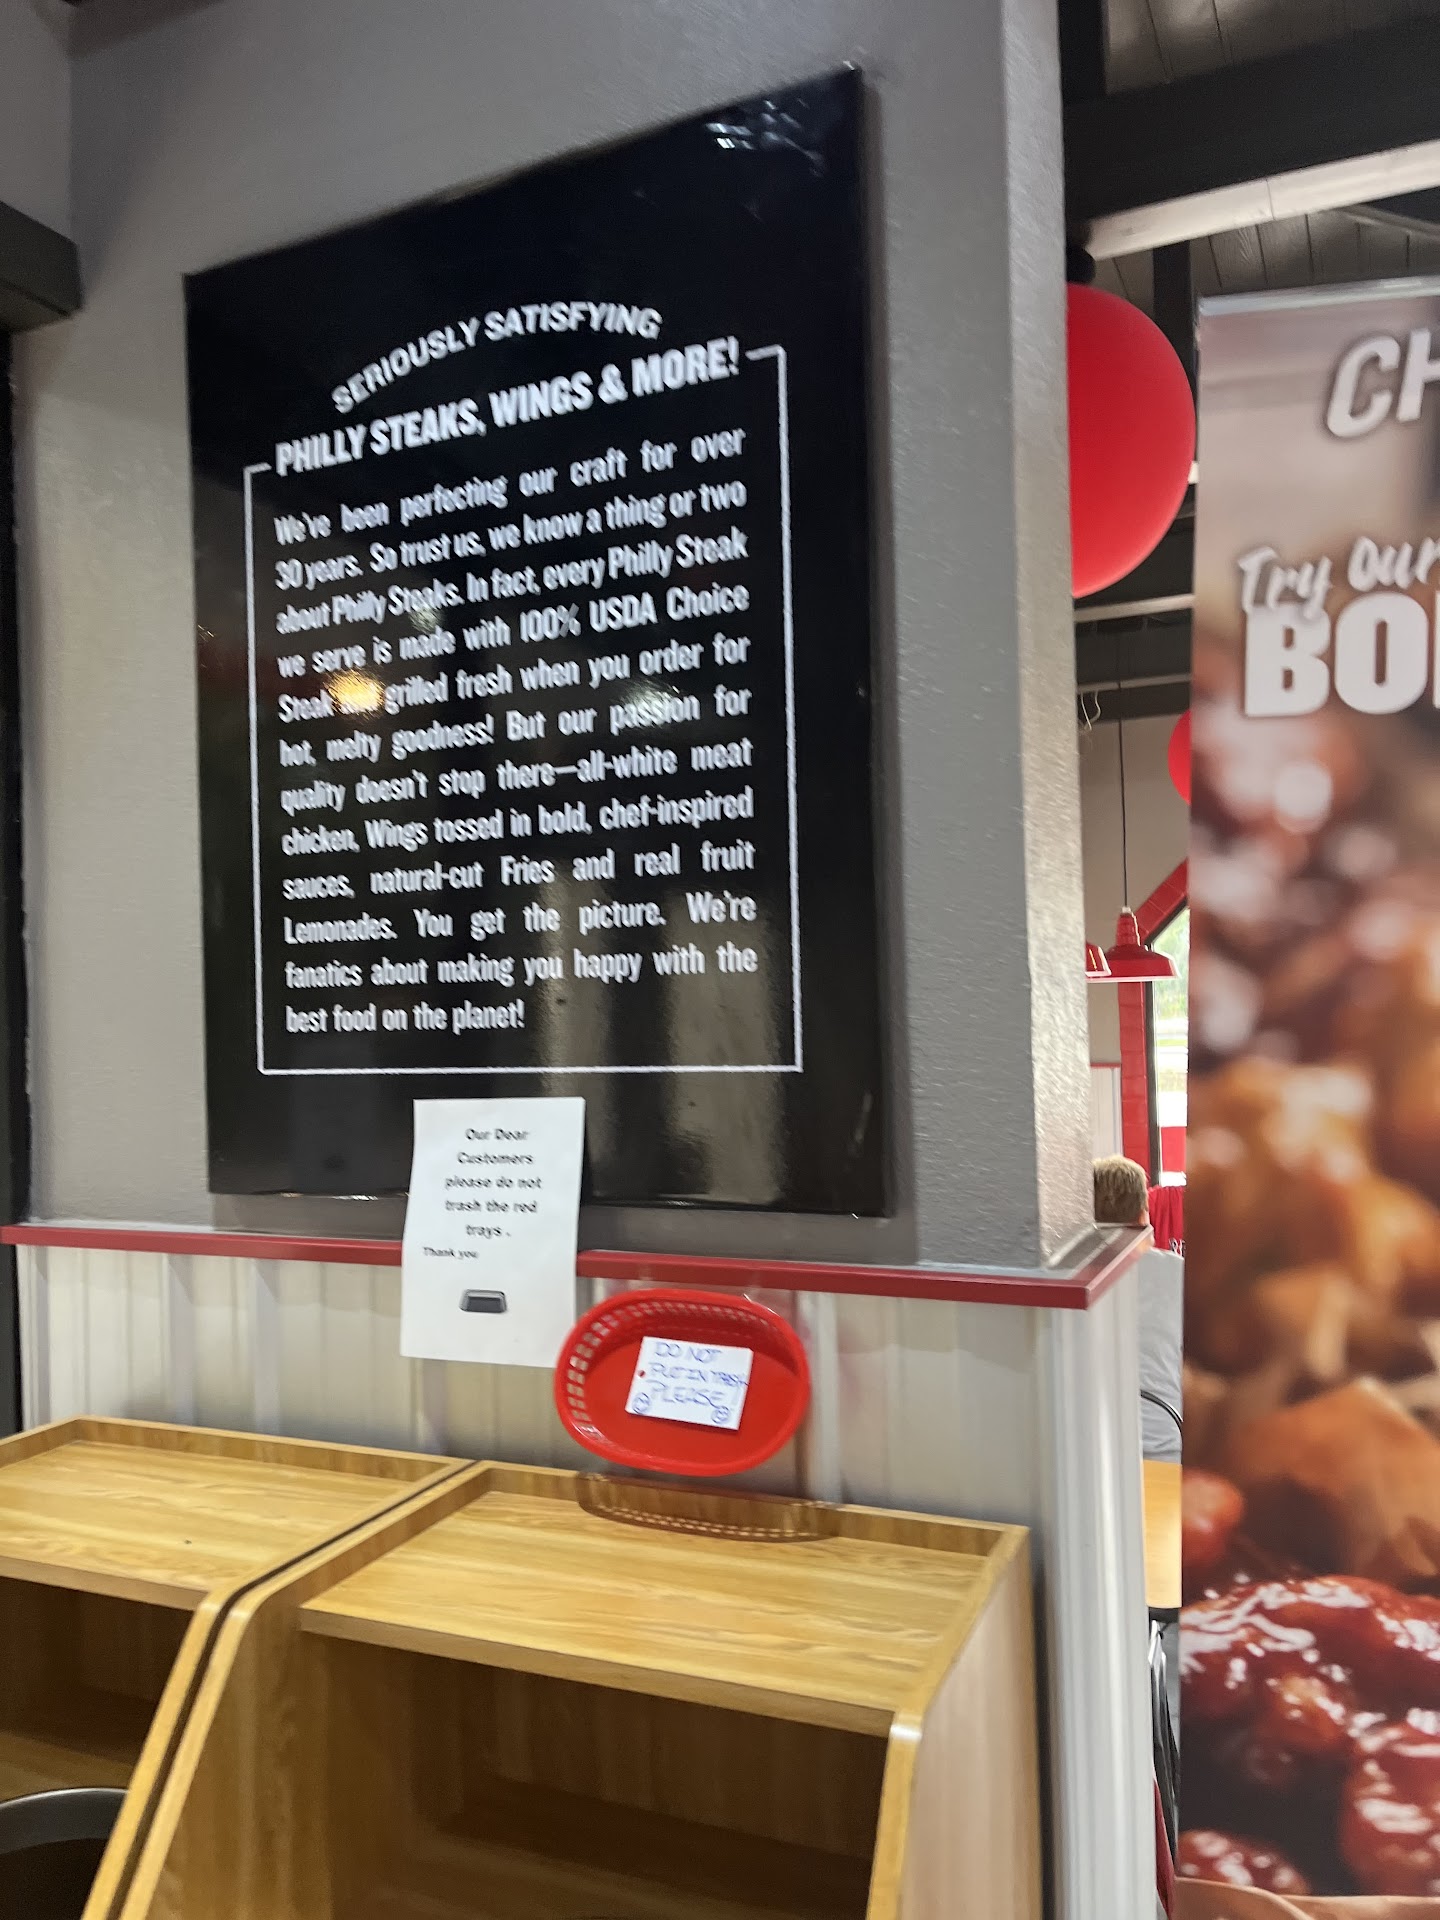 SERIOUSLY SATISFYING
PHILLY STEAKS, WINGS & MORE!
We've been perfecting our craft for over
30 years. So trust us, we know a thing or two
about Philly Steaks. In fact, every Philly Steak
we serve is made with 100% USDA Choice
Steak grilled fresh when you order for
hot, melty goodness! But our passion for
quality doesn't stop there—all-white meat
chicken, Wings tossed in bold, chef-inspired
sauces, natural-cut Fries and real fruit
Lemonades. You get the picture. We're
fanatics about making you happy with the
best food on the planet!
Our Dear
Customers
please do not
trash the red
trays .
Thank you
DO NOT
PUT IN TRASH
PLEASE!
CH
Try Our
BO